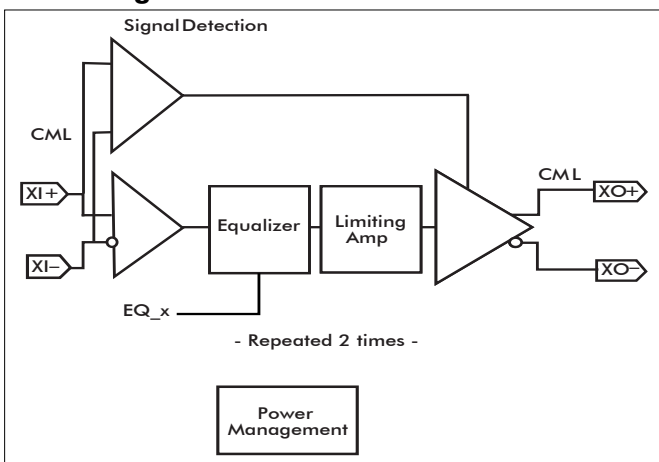 Signal Detection
CML
XI+
XI−
Equalizer
Limiting
Amp
CML
XO+
XO−
EQ_x
- Repeated 2 times -
Power
Management